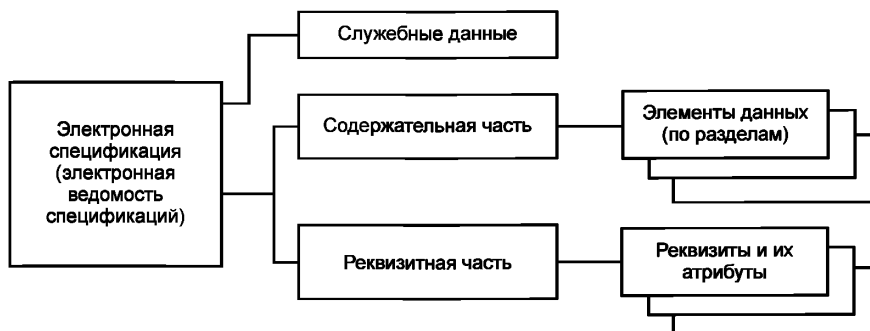 Служебные данные
Электронная
спецификация
(электронная
ведомость
спецификаций)
Содержательная часть
Элементы данных
(по разделам)
Реквизитная часть
Реквизиты и их
атрибуты